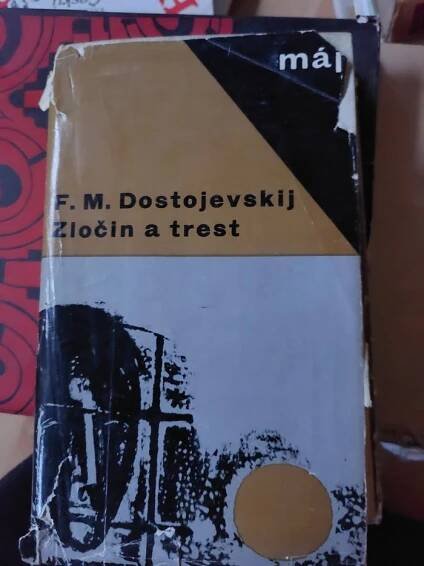 máj
F. M. Dostojevskij
Zločin a trest